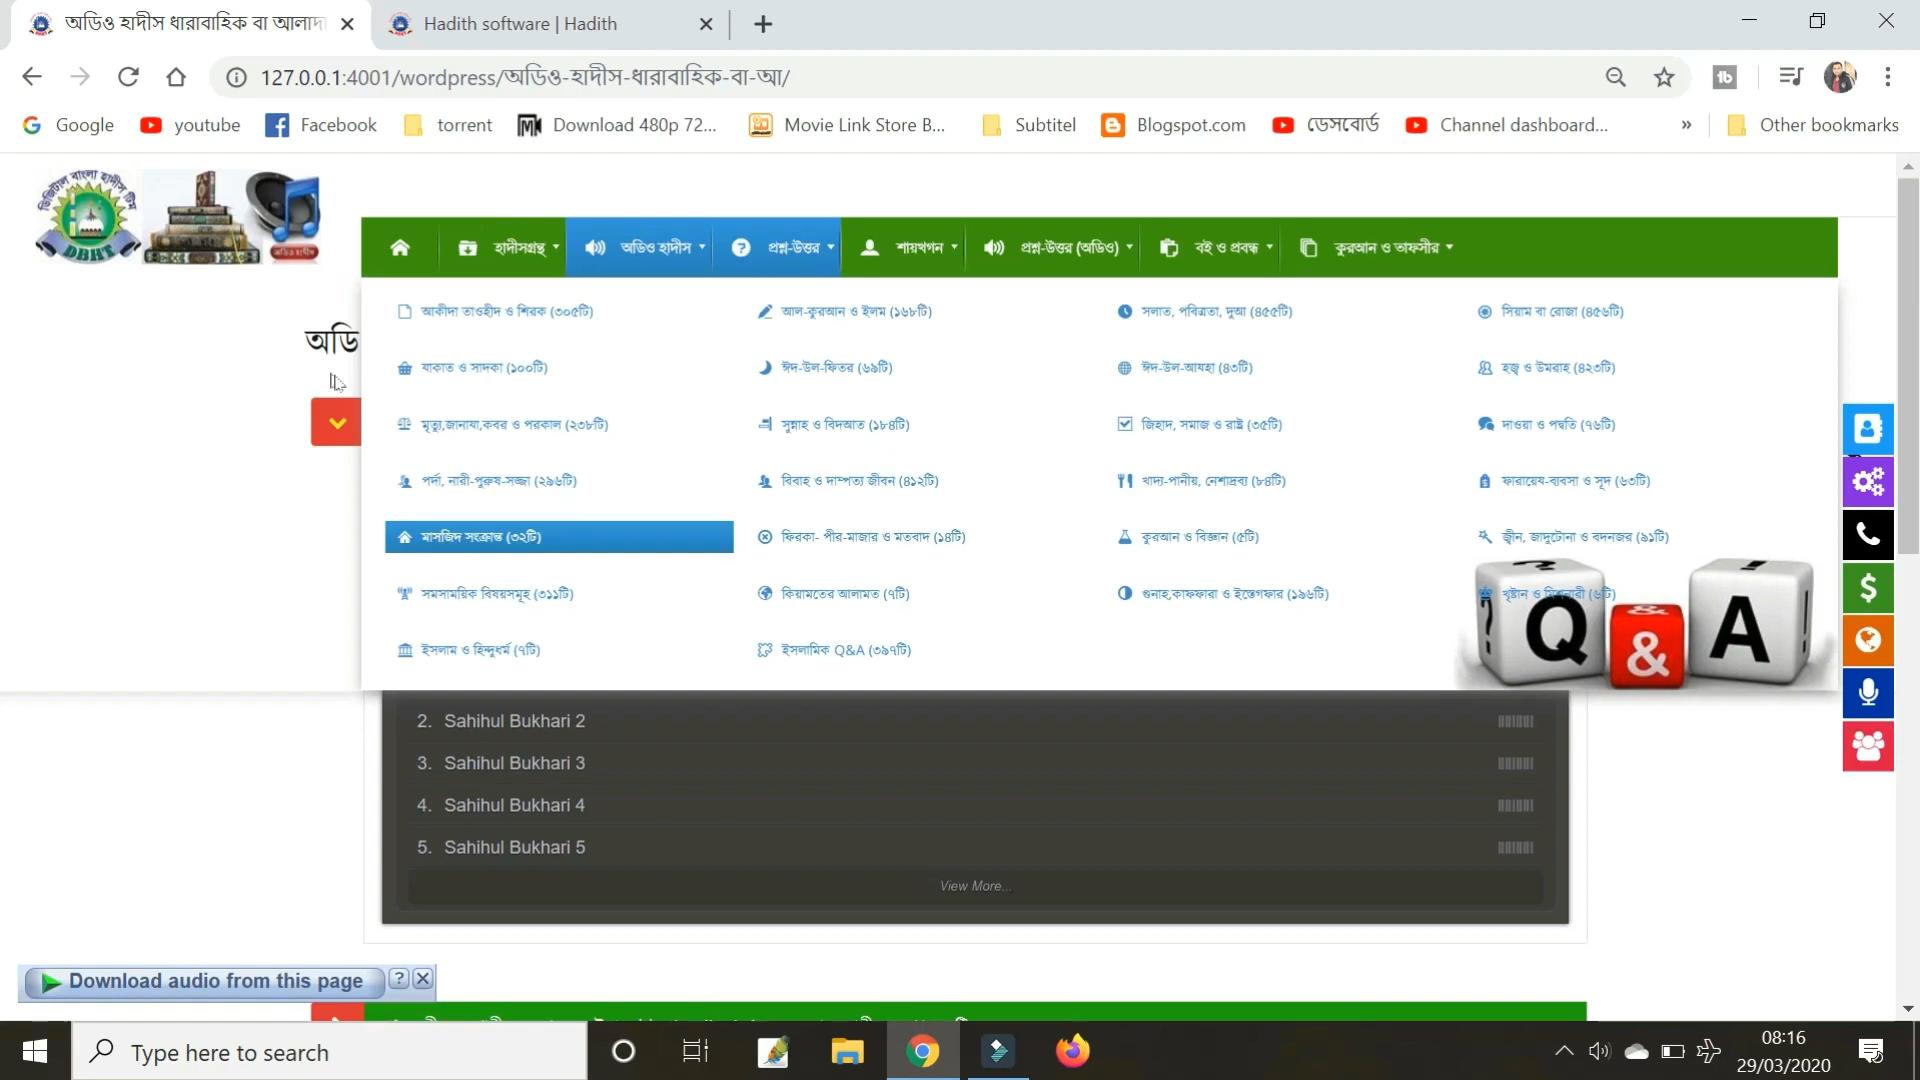 অডিও হাদীস ধারাবাহিক বা আলাদা
Hadith software | Hadith
127.0.0.1:4001/wordpress/অডিও-হাদীস-ধারাবাহিক-বা-আ/
Google youtube Facebook torrent Download 480p 72... Movie Link Store B... Subtitel Blogspot.com ডেসবোর্ড Channel dashboard... » Other bookmarks
ডিজিটাল বাংলা হাদীস টিম
DBHT
অডিও হাদীস
হাদীসগ্রন্থ অডিও হাদীস প্রশ্ন-উত্তর শায়খগন প্রশ্ন-উত্তর (অডিও) বই ও প্রবন্ধ কুরআন ও তাফসীর
আকীদা তাওহীদ ও শিরক (৩০৫টি) আল-কুরআন ও ইলম (১৬৮টি) সলাত, পবিত্রতা, দুআ (৪৫৫টি) সিয়াম বা রোজা (৪৫৬টি)
অডি
যাকাত ও সাদকা (১০০টি) ঈদ-উল-ফিতর (৬৯টি) ঈদ-উল-আযহা (৪৩টি) হজ্ব ও উমরাহ (৪২৩টি)
মৃত্যু,জানাযা,কবর ও পরকাল (২৩৮টি) সুন্নাহ ও বিদআত (১৮৪টি) জিহাদ, সমাজ ও রাষ্ট্র (৩৫টি) দাওয়া ও পদ্বতি (৭৬টি)
পর্দা, নারী-পুরুষ-সজ্জা (২৯৬টি) বিবাহ ও দাম্পত্য জীবন (৪১২টি) খাদ্য-পানীয়, নেশাদ্রব্য (৮৪টি) ফারায়েয-ব্যবসা ও সূদ (৬৩টি)
মাসজিদ সংক্রান্ত (৩২টি) ফিরকা- পীর-মাজার ও মতবাদ (১৪টি) কুরআন ও বিজ্ঞান (৫টি) জ্বীন, জাদুটোনা ও বদনজর (৯১টি)
সমসাময়িক বিষয়সমূহ (৩১১টি) কিয়ামতের আলামত (৭টি) গুনাহ,কাফফারা ও ইস্তেগফার (১৯৬টি) খৃষ্টান ও মিশনারী (৬টি)
Q & A
ইসলাম ও হিন্দুধর্ম (৭টি) ইসলামিক Q&A (৩৯৭টি)
2. Sahihul Bukhari 2
3. Sahihul Bukhari 3
4. Sahihul Bukhari 4
5. Sahihul Bukhari 5
View More...
Download audio from this page
Type here to search
08:16
29/03/2020